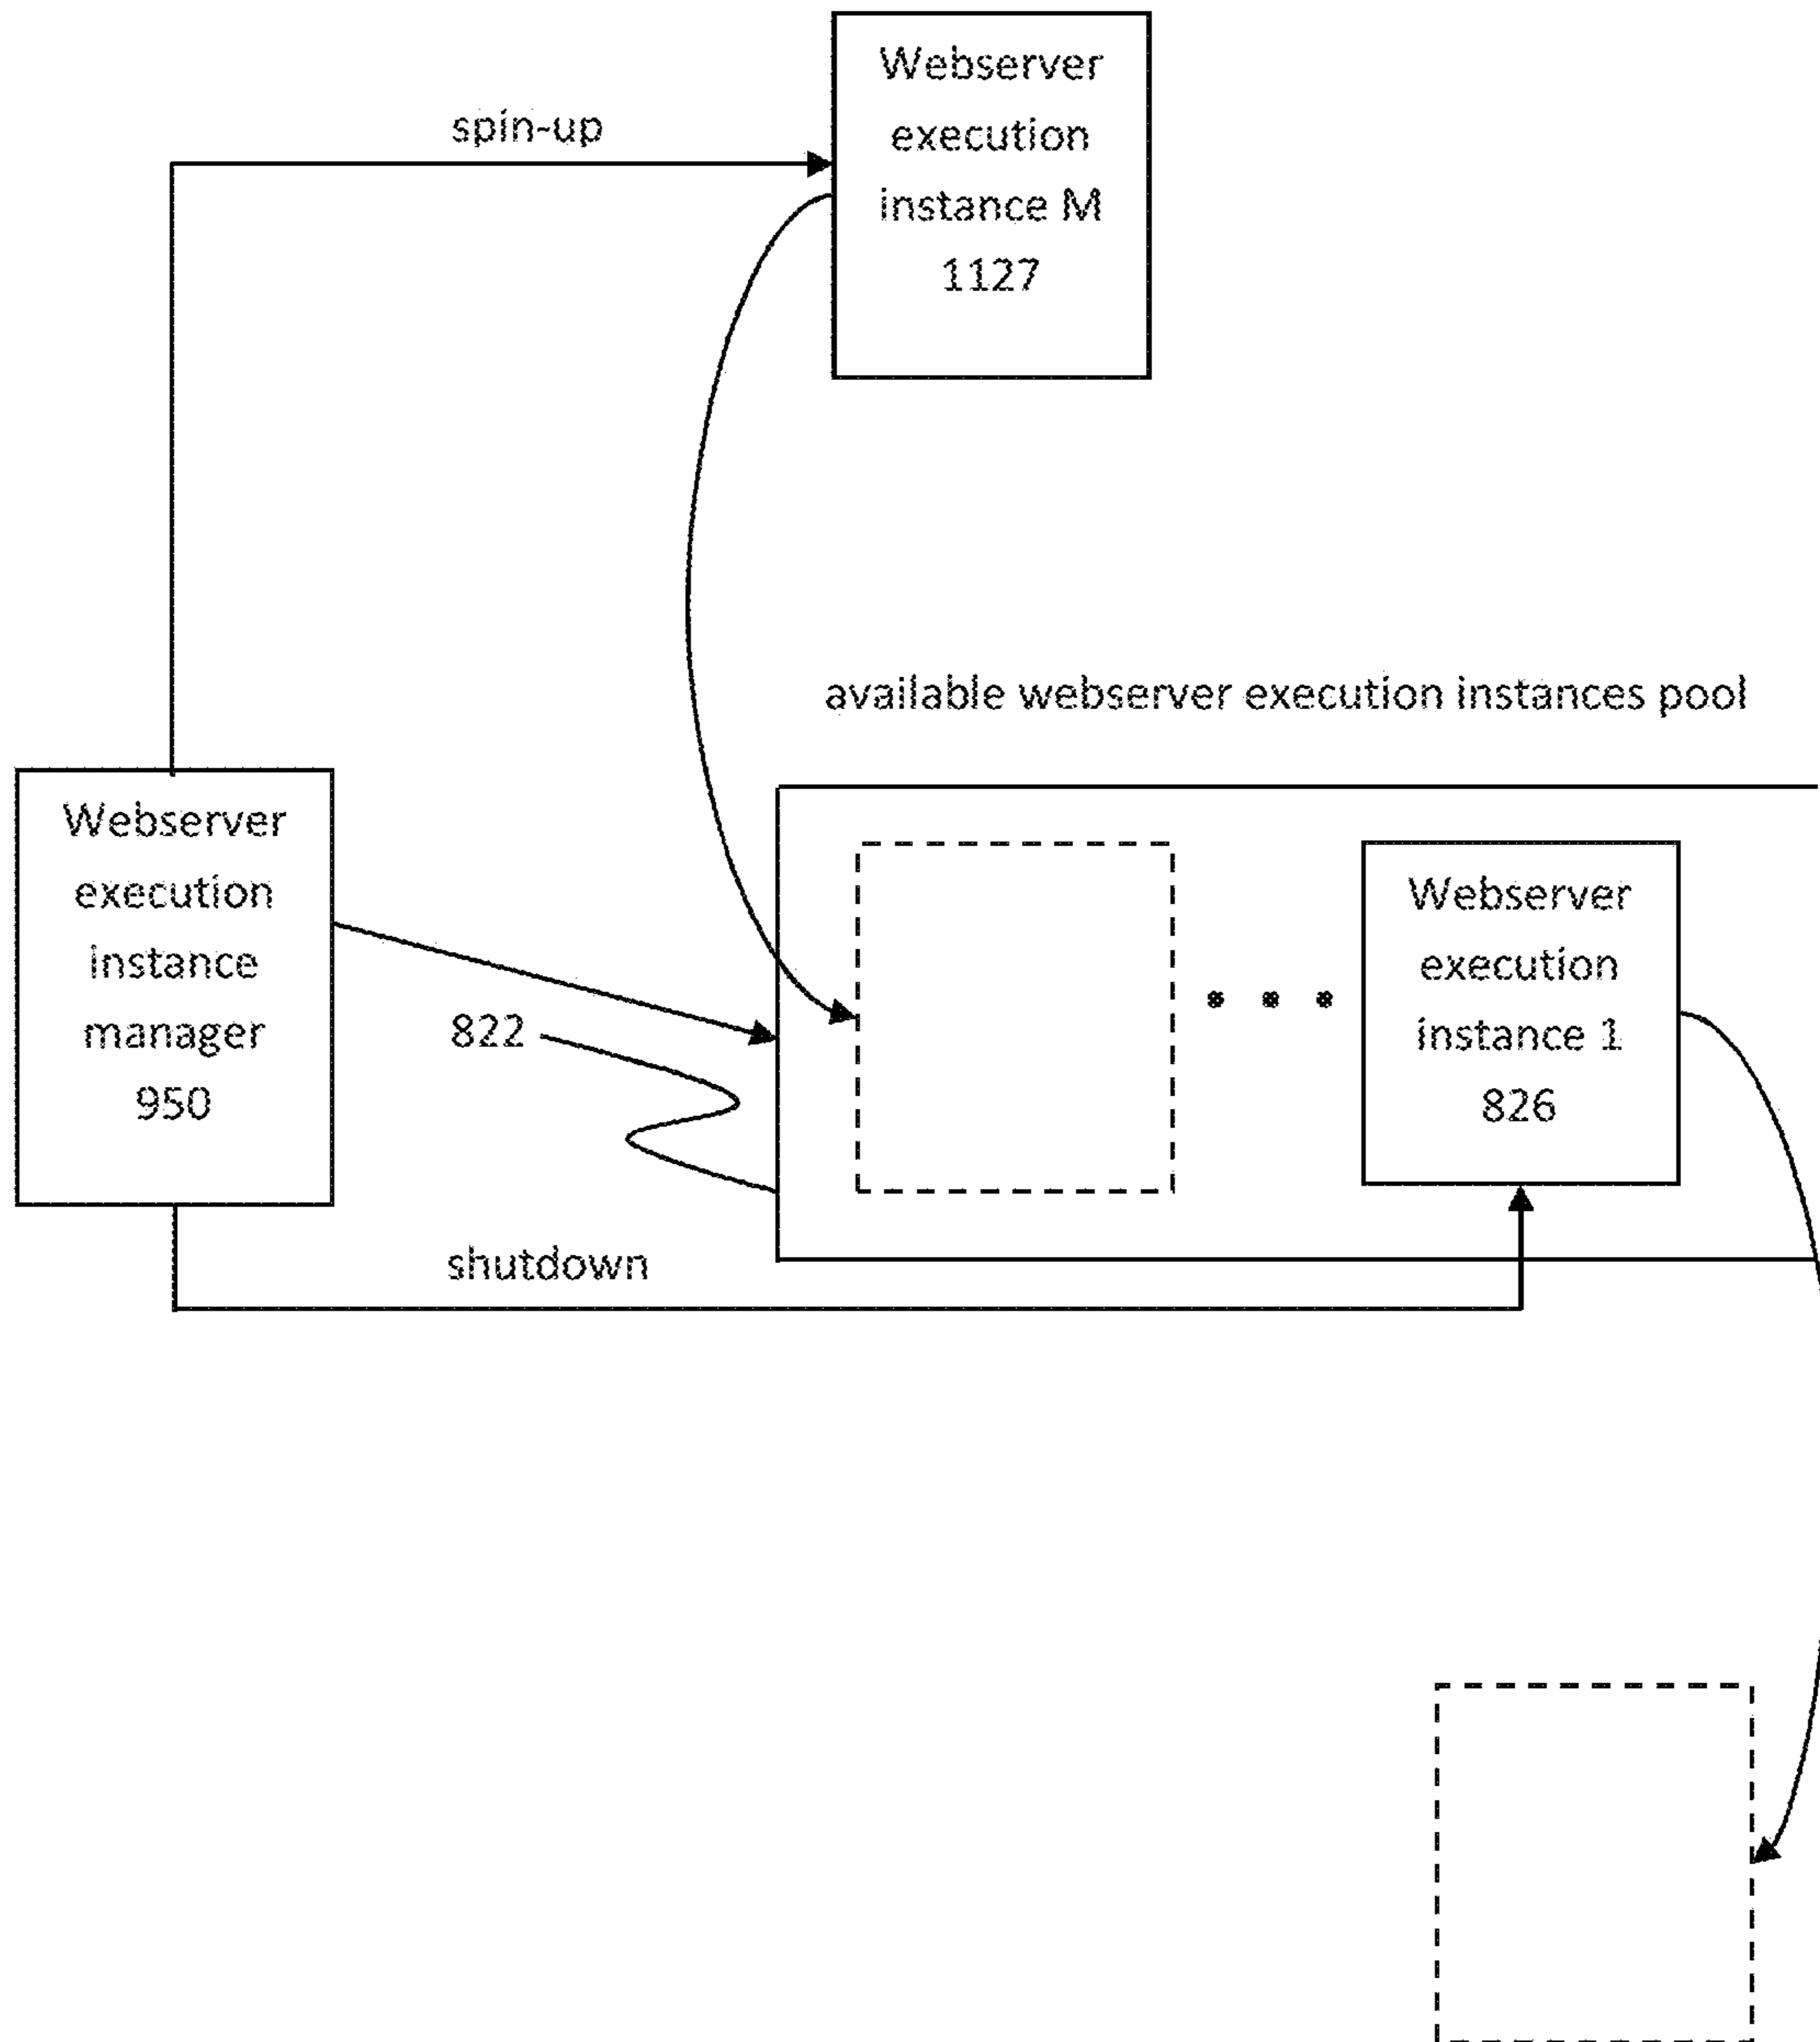 Webserver
execution
instance M
1127
spin-up
available webserver execution instances pool
Webserver
execution
instance
manager
950
822
Webserver
execution
instance 1
826
shutdown